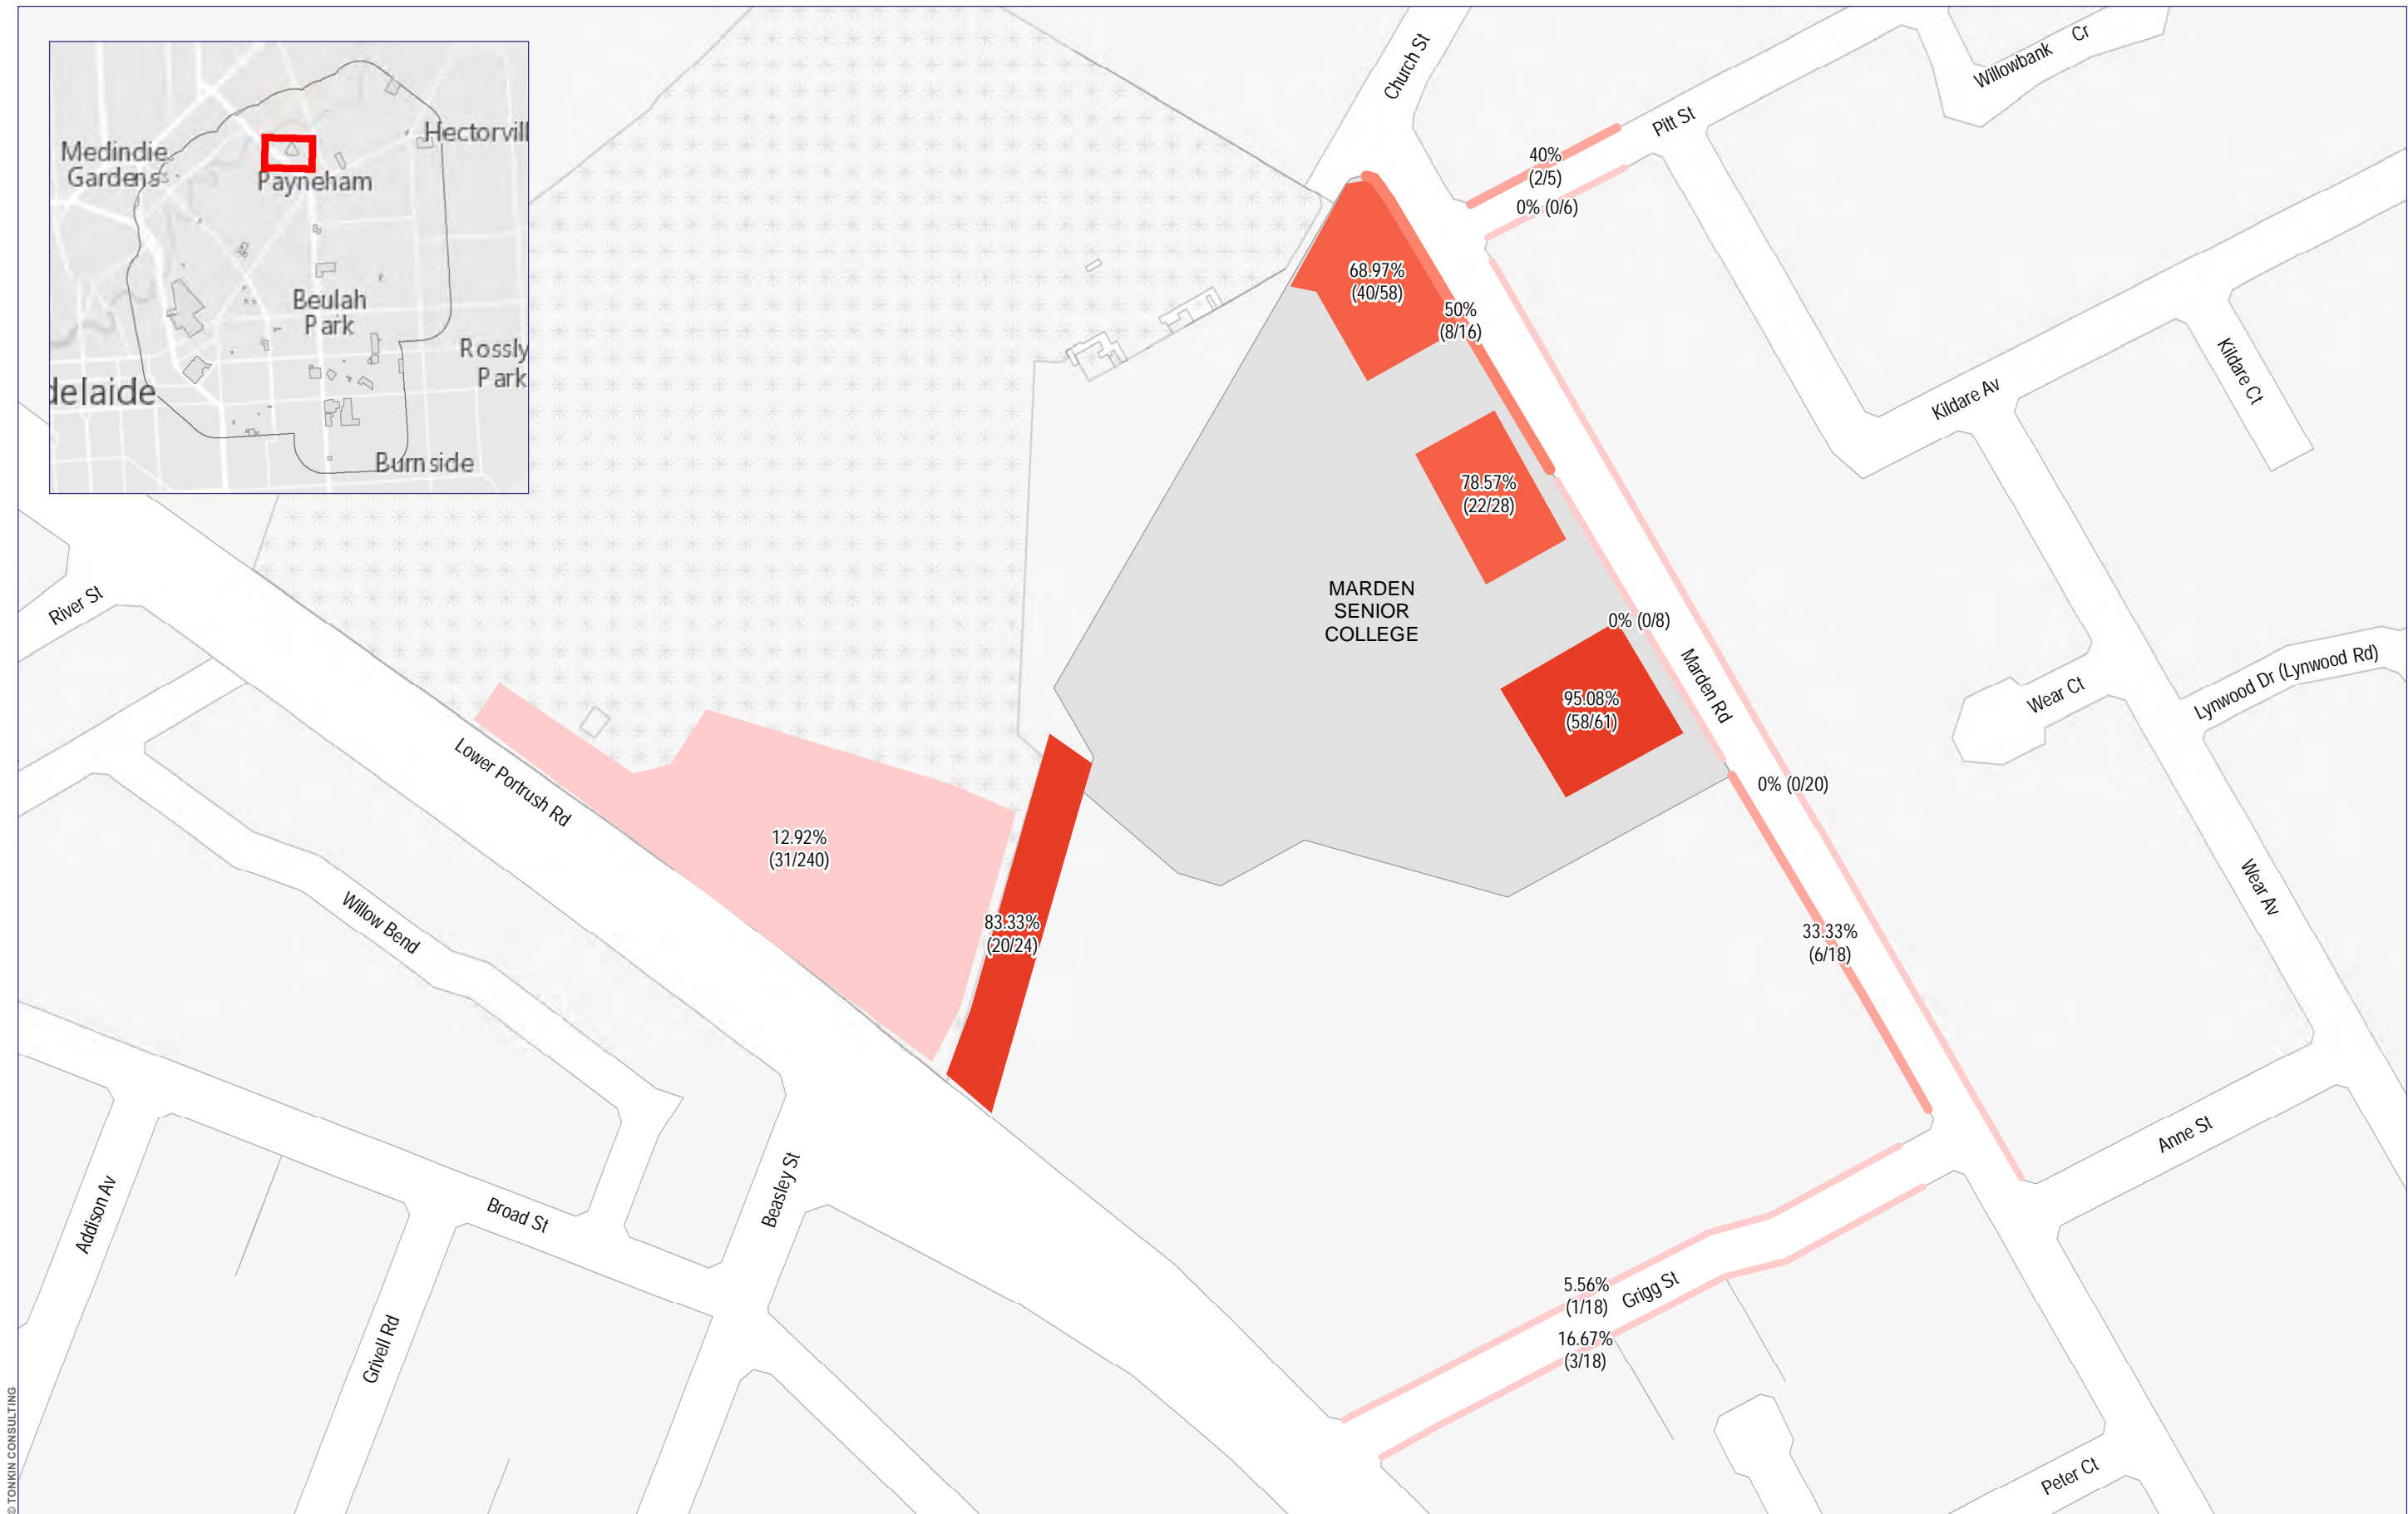 Medindie
Gardens
Hectorvill
Payneham
Beulah
Park
Rossly
Park
delaide
Burnside
Church St
Willowbank Cr
Pitt St
40%
(2/5)
0% (0/6)
68.97%
(40/58)
50%
(8/16)
Kildare Ct
Kildare Av
78.57%
(22/28)
MARDEN
SENIOR
COLLEGE
River St
0% (0/8)
Marden Rd
Lynwood Dr (Lynwood Rd)
Wear Ct
95.08%
(58/61)
Lower Portrush Rd
0% (0/20)
12.92%
(31/240)
Wear Av
Willow Bend
83.33%
(20/24)
33.33%
(6/18)
Anne St
Addison Av
Broad St
Beasley St
5.56%
(1/18)
Grigg St
16.67%
(3/18)
Grivell Rd
Peter Ct
© TONKIN CONSULTING